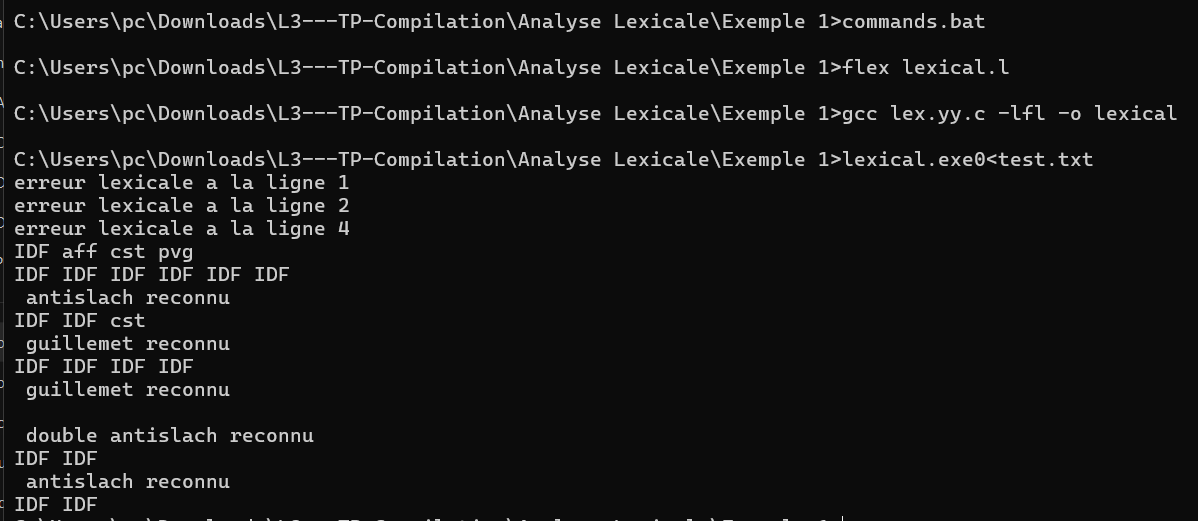 C:\Users\pc\Downloads\L3---TP-Compilation\Analyse Lexicale\Exemple 1>commands.bat
C:\Users\pc\Downloads\L3---TP-Compilation\Analyse Lexicale\Exemple 1>flex lexical.l
C:\Users\pc\Downloads\L3---TP-Compilation\Analyse Lexicale\Exemple 1>gcc lex.yy.c -lfl -o lexical
C:\Users\pc\Downloads\L3---TP-Compilation\Analyse Lexicale\Exemple 1>lexical.exe0<test.txt
erreur lexicale a la ligne 1
erreur lexicale a la ligne 2
erreur lexicale a la ligne 4
IDF aff cst pvg
IDF IDF IDF IDF IDF IDF
antislach reconnu
IDF IDF cst
guillemet reconnu
IDF IDF IDF IDF
guillemet reconnu
double antislach reconnu
IDF IDF
antislach reconnu
IDF IDF